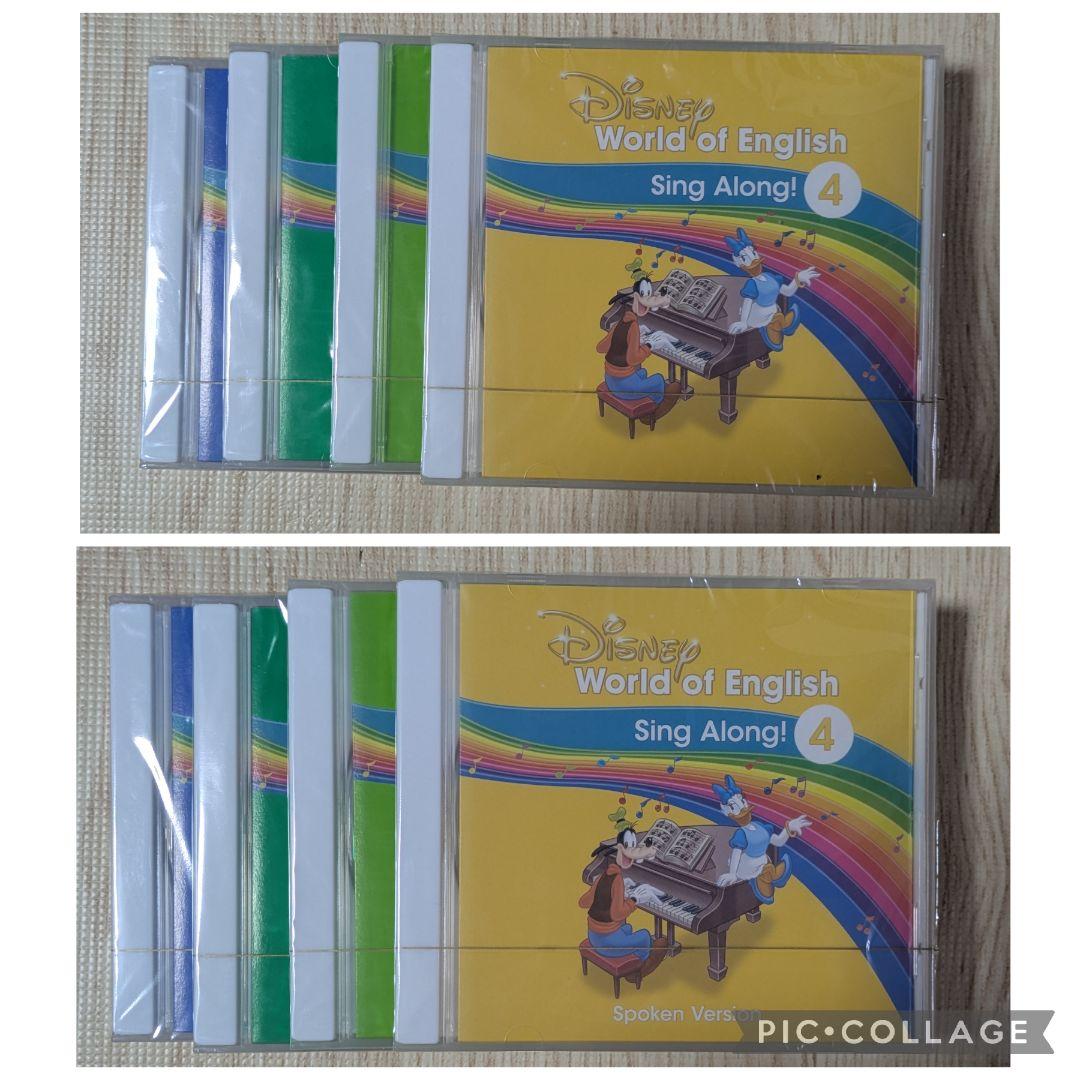 Disney
World of English
Sing Along! 4
Disney
World of English
Sing Along! 4
Spoken Version
PIC•COLLAGE